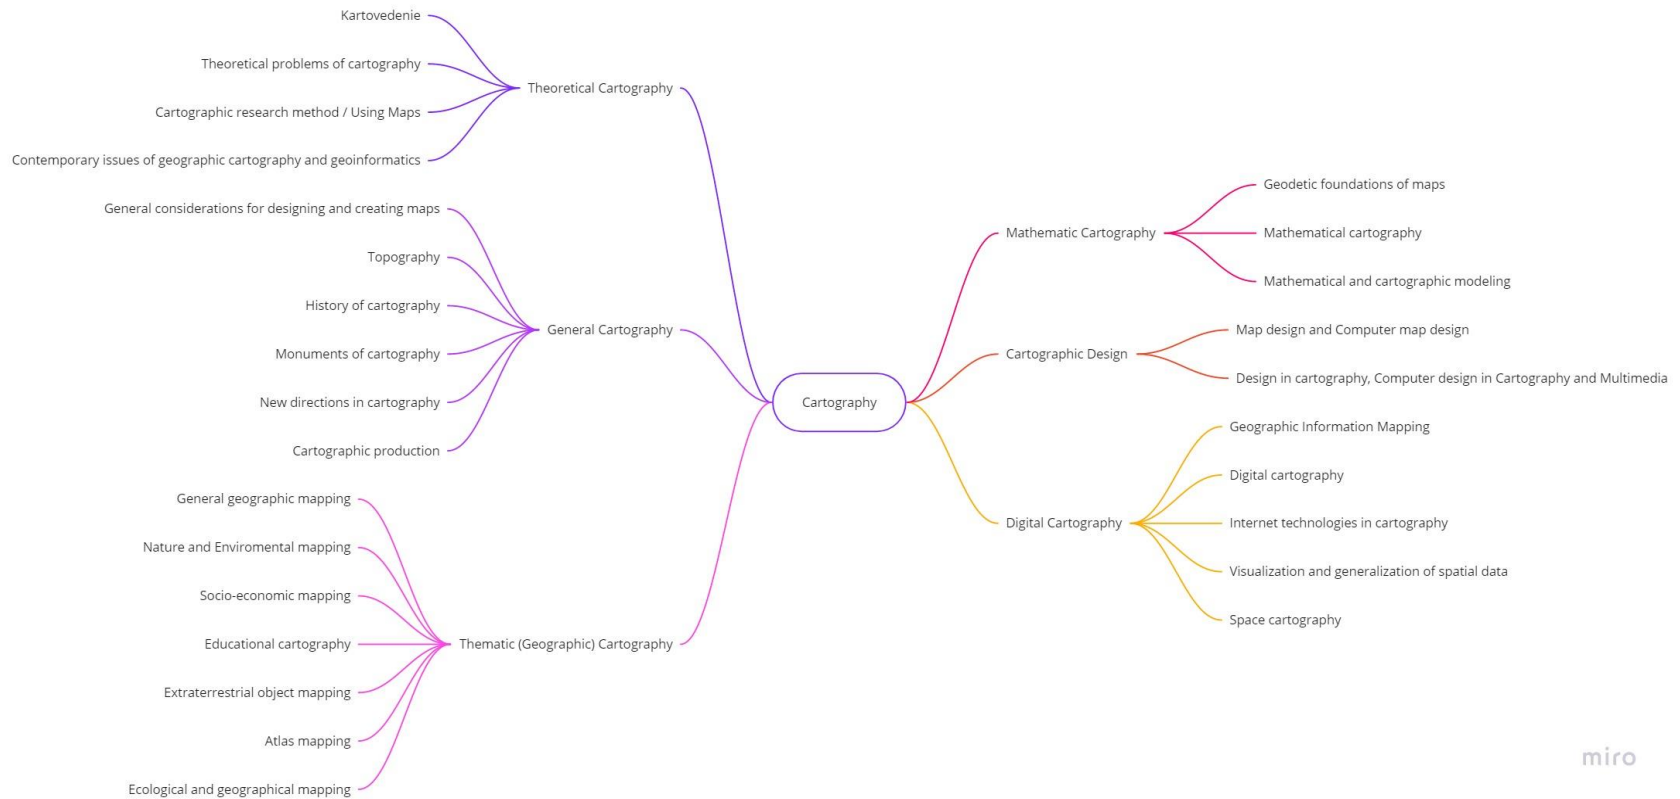 Kartovedenie
Theoretical problems of cartography
Cartographic research method / Using Maps
Contemporary issues of geographic cartography and geoinformatics
Theoretical Cartography
General considerations for designing and creating maps
Topography
History of cartography
Monuments of cartography
New directions in cartography
Cartographic production
General Cartography
General geographic mapping
Nature and Enviromental mapping
Socio-economic mapping
Educational cartography
Extraterrestrial object mapping
Atlas mapping
Ecological and geographical mapping
Thematic (Geographic) Cartography
Cartography
Mathematic Cartography
Geodetic foundations of maps
Mathematical cartography
Mathematical and cartographic modeling
Cartographic Design
Map design and Computer map design
Design in cartography, Computer design in Cartography and Multimedia
Digital Cartography
Geographic Information Mapping
Digital cartography
Internet technologies in cartography
Visualization and generalization of spatial data
Space cartography
miro